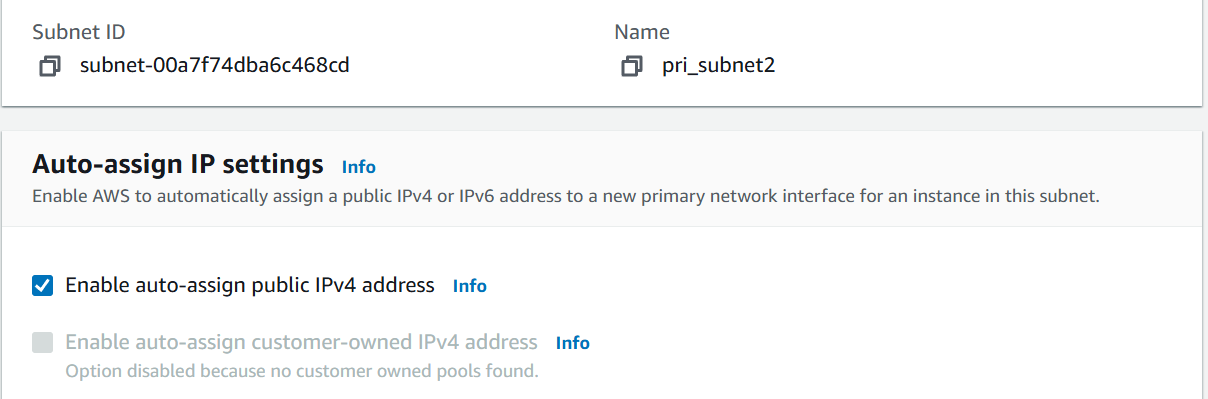 Subnet ID
subnet-00a7f74dba6c468cd
Name
pri_subnet2
Auto-assign IP settings Info
Enable AWS to automatically assign a public IPv4 or IPv6 address to a new primary network interface for an instance in this subnet.
Enable auto-assign public IPv4 address Info
Enable auto-assign customer-owned IPv4 address Info
Option disabled because no customer owned pools found.